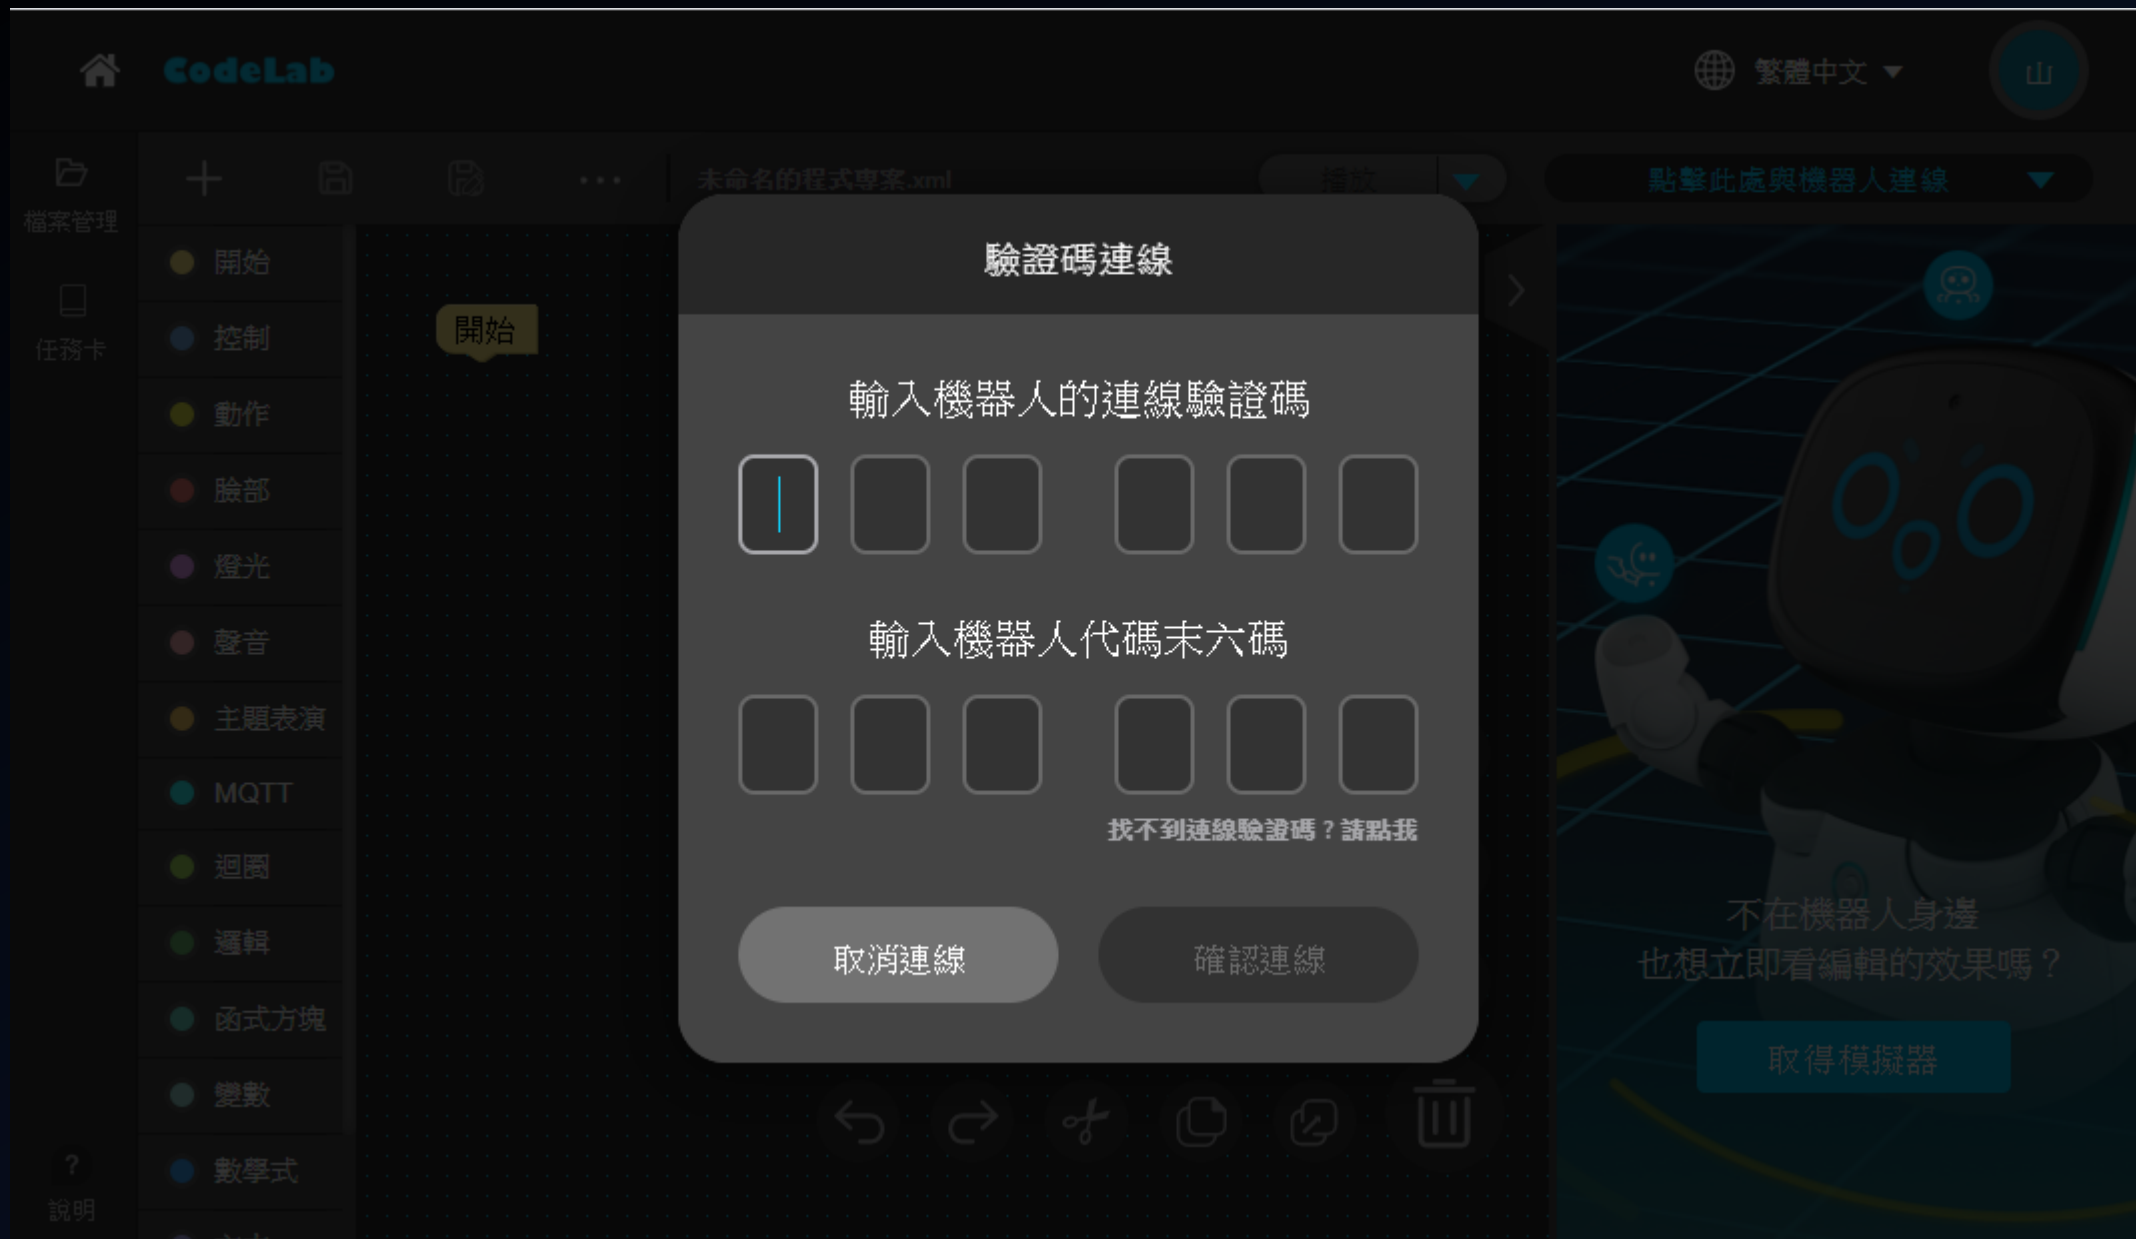 CodeLab
繁體中文
山
檔案管理
任務卡
說明
未命名的程式專案.xml
播放
點擊此處與機器人連線
開始
控制
動作
臉部
燈光
聲音
主題表演
MQTT
迴圈
邏輯
函式方塊
變數
數學式
開始
驗證碼連線
輸入機器人的連線驗證碼
輸入機器人代碼末六碼
找不到連線驗證碼？請點我
取消連線
確認連線
不在機器人身邊
也想立即看編輯的效果嗎？
取得模擬器